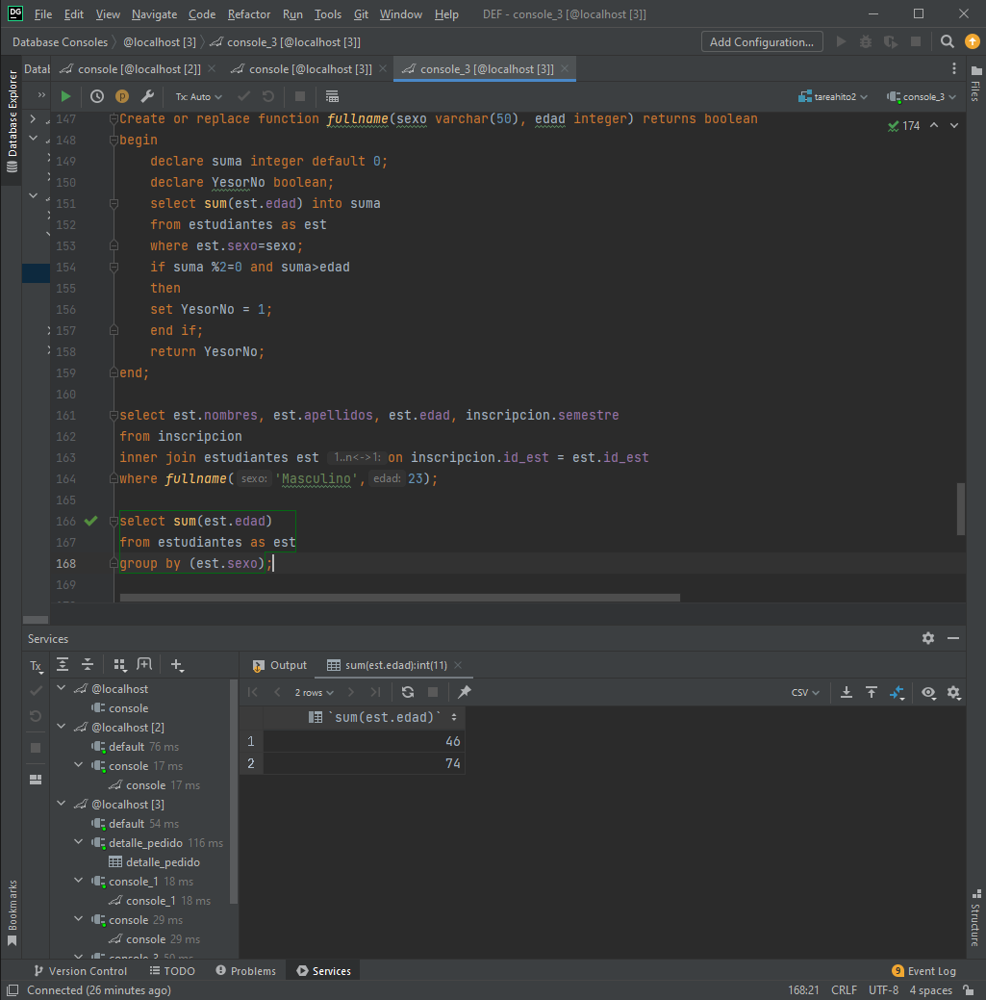 DG File Edit View Navigate Code Refactor Run Tools Git Window Help DEF - console_3 [@localhost [3]]
Database Consoles @localhost [3] console_3 [@localhost [3]] Add Configuration...
Datal console [@localhost [2]] console [@localhost [3]] console_3 [@localhost [3]]
Tx: Auto tareahito2 console_3
Database Explorer
Files
174
147 Create or replace function fullname(sexo varchar(50), edad integer) returns boolean
148 begin
149 declare suma integer default 0;
150 declare YesorNo boolean;
151 select sum(est.edad) into suma
152 from estudiantes as est
153 where est.sexo=sexo;
154 if suma %2=0 and suma>edad
155 then
156 set YesorNo = 1;
157 end if;
158 return YesorNo;
159 end;
160
161 select est.nombres, est.apellidos, est.edad, inscripcion.semestre
162 from inscripcion
163 inner join estudiantes est 1..n<->1: on inscripcion.id_est = est.id_est
164 where fullname( sexo: 'Masculino', edad: 23);
165
166 select sum(est.edad)
167 from estudiantes as est
168 group by (est.sexo);
169
Services
Tx
Output sum(est.edad):int(11)
2 rows CSV
`sum(est.edad)`
1 46
2 74
@localhost
console
@localhost [2]
default 76 ms
console 17 ms
console 17 ms
@localhost [3]
default 54 ms
detalle_pedido 116 ms
detalle_pedido
console_1 18 ms
console_1 18 ms
console 29 ms
console 29 ms
console_3 50 ms
Bookmarks
Structure
Version Control TODO Problems Services 9 Event Log
Connected (26 minutes ago) 168:21 CRLF UTF-8 4 spaces